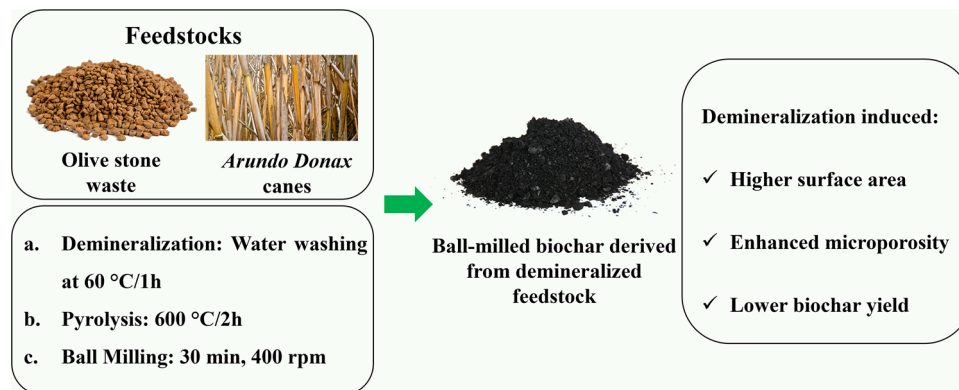 Feedstocks
Olive stone
waste
Arundo Donax
canes
a. Demineralization: Water washing
at 60 °C/1h
b. Pyrolysis: 600 °C/2h
c. Ball Milling: 30 min, 400 rpm
Ball-milled biochar derived
from demineralized
feedstock
Demineralization induced:
✓ Higher surface area
✓ Enhanced microporosity
✓ Lower biochar yield